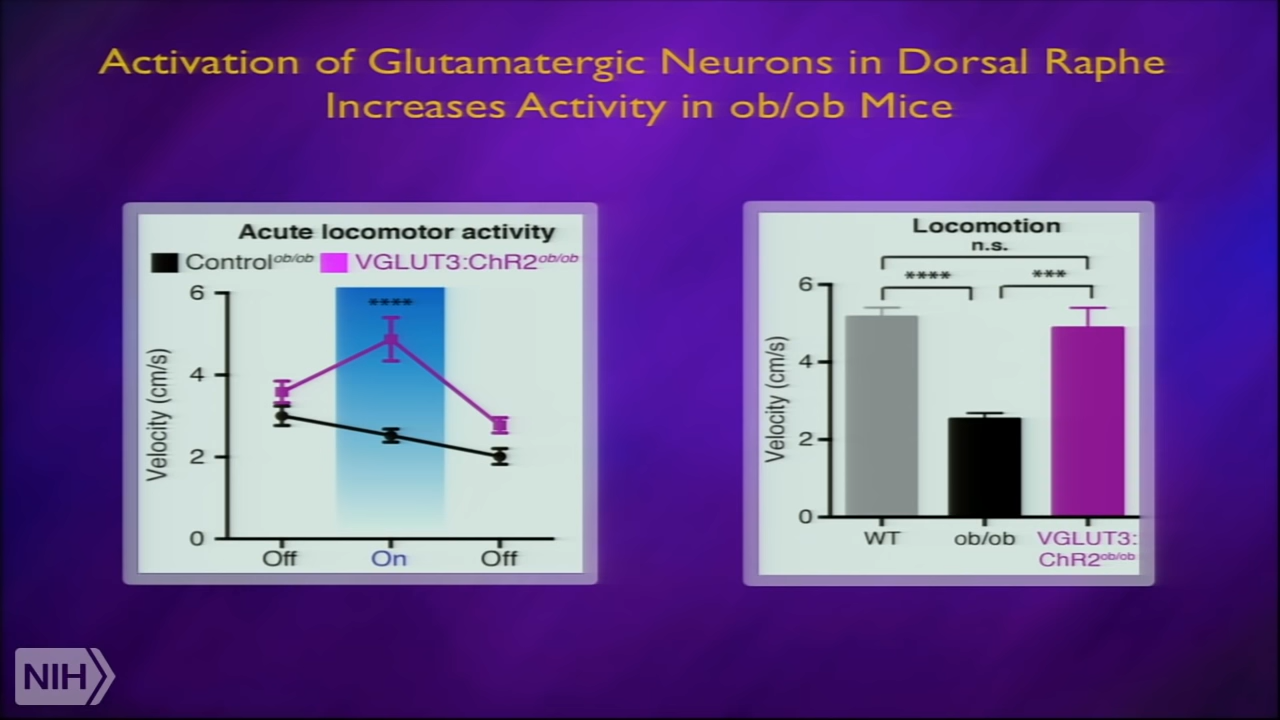 Activation of Glutamatergic Neurons in Dorsal Raphe
Increases Activity in ob/ob Mice
Acute locomotor activity
Control ob/ob VGLUT3:ChR2 ob/ob
****
6
4
2
0
Velocity (cm/s)
Off On Off
Locomotion
n.s.
**** ***
6
4
2
0
Velocity (cm/s)
WT ob/ob VGLUT3:
ChR2 ob/ob
NIH